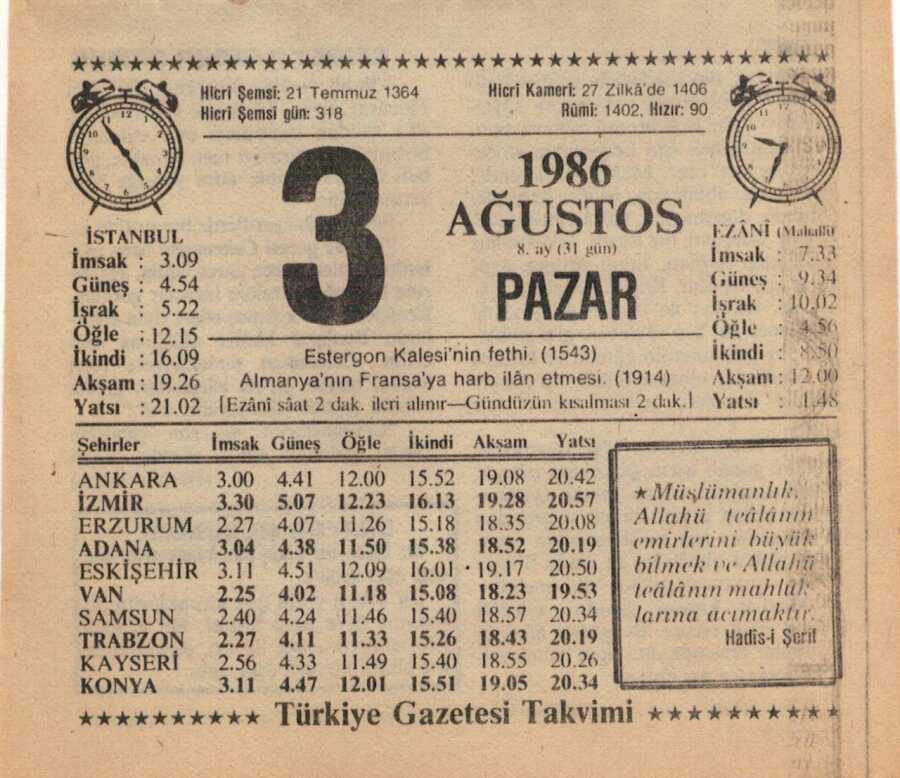 Hicri Şemsi: 21 Temmuz 1364
Hicri Şemsi gün: 318
Hicri Kameri: 27 Zilkâ'de 1406
Rûmi: 1402, Hızır: 90
3
1986
AĞUSTOS
8. ay (31 gün)
PAZAR
İSTANBUL
İmsak : 3.09
Güneş : 4.54
İşrak : 5.22
Öğle : 12.15
İkindi : 16.09
Akşam : 19.26
Yatsı : 21.02
EZÂNÎ (Mahallî)
İmsak : 7.33
Güneş : 9.34
İşrak : 10.02
Öğle : 4.56
İkindi : 8.50
Akşam : 12.00
Yatsı : 1.48
Estergon Kalesi'nin fethi. (1543)
Almanya'nın Fransa'ya harb ilân etmesi. (1914)
[Ezânî sâat 2 dak. ileri alınır—Gündüzün kısalması 2 dak.]
Şehirler İmsak Güneş Öğle İkindi Akşam Yatsı
ANKARA 3.00 4.41 12.00 15.52 19.08 20.42
İZMİR 3.30 5.07 12.23 16.13 19.28 20.57
ERZURUM 2.27 4.07 11.26 15.18 18.35 20.08
ADANA 3.04 4.38 11.50 15.38 18.52 20.19
ESKİŞEHİR 3.11 4.51 12.09 16.01 19.17 20.50
VAN 2.25 4.02 11.18 15.08 18.23 19.53
SAMSUN 2.40 4.24 11.46 15.40 18.57 20.34
TRABZON 2.27 4.11 11.33 15.26 18.43 20.19
KAYSERİ 2.56 4.33 11.49 15.40 18.55 20.26
KONYA 3.11 4.47 12.01 15.51 19.05 20.34
★ Müslümanlık,
Allahü teâlânın
emirlerini büyük
bilmek ve Allahü
teâlânın mahlûk-
larına acımaktır.
Hadîs-i Şerif
★★★★★★★★★★ Türkiye Gazetesi Takvimi ★★★★★★★★★★